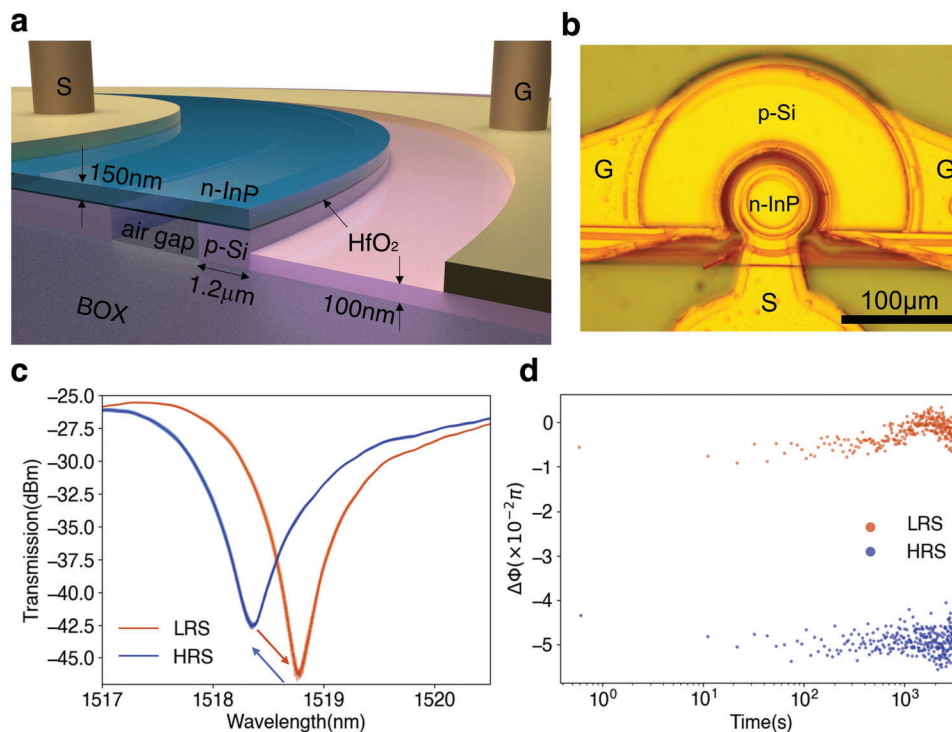 a
S
G
150nm
n-InP
air gap
p-Si
HfO₂
1.2μm
100nm
BOX
b
p-Si
G
G
n-InP
S
100μm
c
−25.0
−27.5
−30.0
−32.5
−35.0
−37.5
−40.0
−42.5
−45.0
Transmission(dBm)
LRS
HRS
1517
1518
1519
1520
Wavelength(nm)
d
0
−1
−2
−3
−4
−5
ΔΦ(×10⁻²π)
LRS
HRS
10⁰
10¹
10²
10³
Time(s)